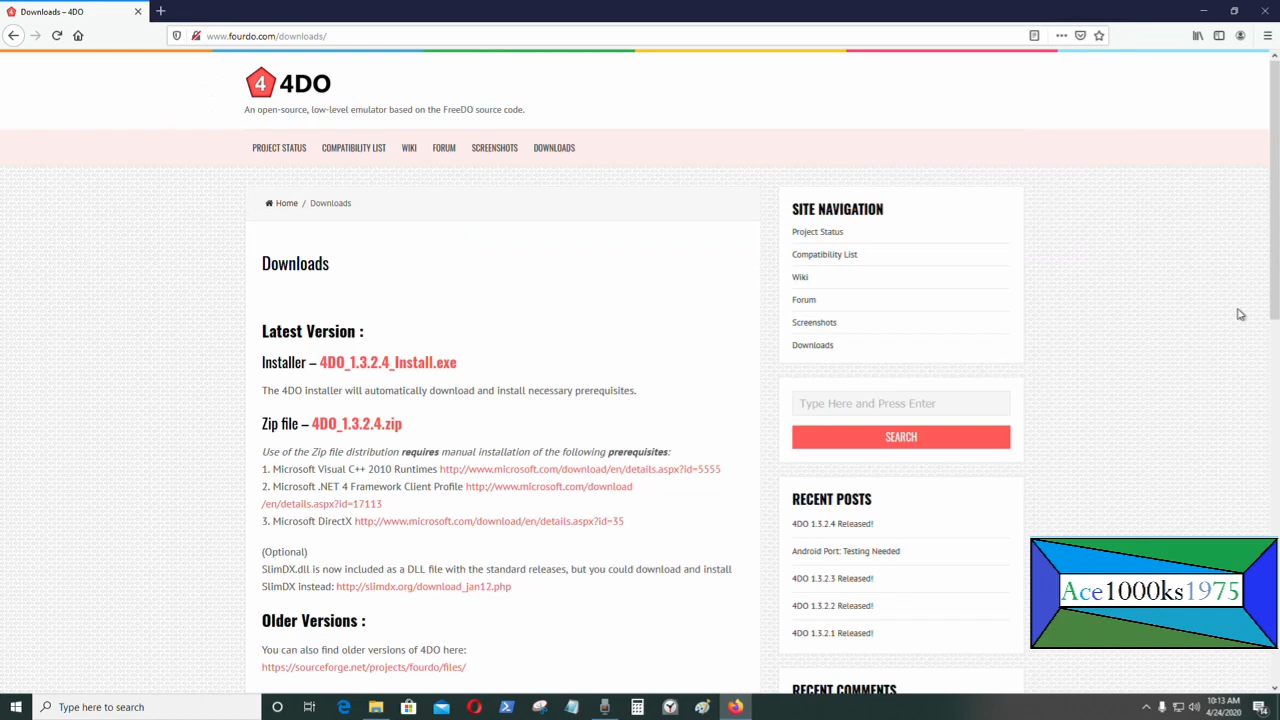 Downloads – 4DO
www.fourdo.com/downloads/
4 4DO
An open-source, low-level emulator based on the FreeDO source code.
PROJECT STATUS COMPATIBILITY LIST WIKI FORUM SCREENSHOTS DOWNLOADS
Home / Downloads
Downloads
Latest Version :
Installer – 4DO_1.3.2.4_Install.exe
The 4DO installer will automatically download and install necessary prerequisites.
Zip file – 4DO_1.3.2.4.zip
Use of the Zip file distribution requires manual installation of the following prerequisites:
1. Microsoft Visual C++ 2010 Runtimes http://www.microsoft.com/download/en/details.aspx?id=5555
2. Microsoft .NET 4 Framework Client Profile http://www.microsoft.com/download
/en/details.aspx?id=17113
3. Microsoft DirectX http://www.microsoft.com/download/en/details.aspx?id=35
(Optional)
SlimDX.dll is now included as a DLL file with the standard releases, but you could download and install
SlimDX instead: http://slimdx.org/download_jan12.php
Older Versions :
You can also find older versions of 4DO here:
https://sourceforge.net/projects/fourdo/files/
SITE NAVIGATION
Project Status
Compatibility List
Wiki
Forum
Screenshots
Downloads
Type Here and Press Enter
SEARCH
RECENT POSTS
4DO 1.3.2.4 Released!
Android Port: Testing Needed
4DO 1.3.2.3 Released!
4DO 1.3.2.2 Released!
4DO 1.3.2.1 Released!
RECENT COMMENTS
Ace1000ks1975
Type here to search
10:13 AM
4/24/2020
14